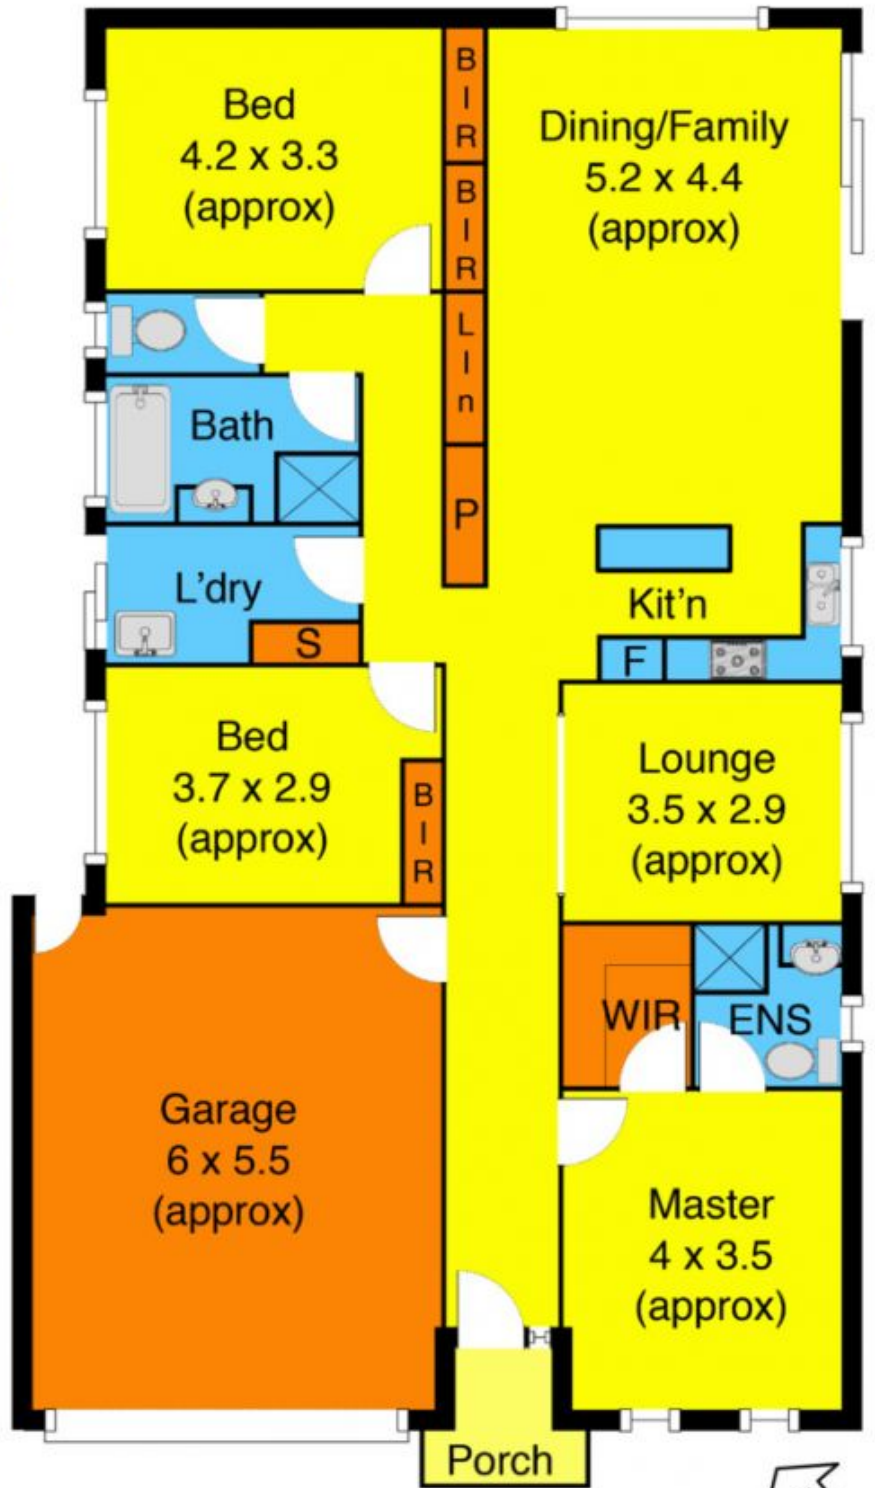 Bed
4.2 x 3.3
(approx)
B
I
R
B
I
R
Dining/Family
5.2 x 4.4
(approx)
L
I
n
Bath
P
L'dry
S
Kit'n
F
Bed
3.7 x 2.9
(approx)
B
I
R
Lounge
3.5 x 2.9
(approx)
WIR
ENS
Garage
6 x 5.5
(approx)
Master
4 x 3.5
(approx)
Porch